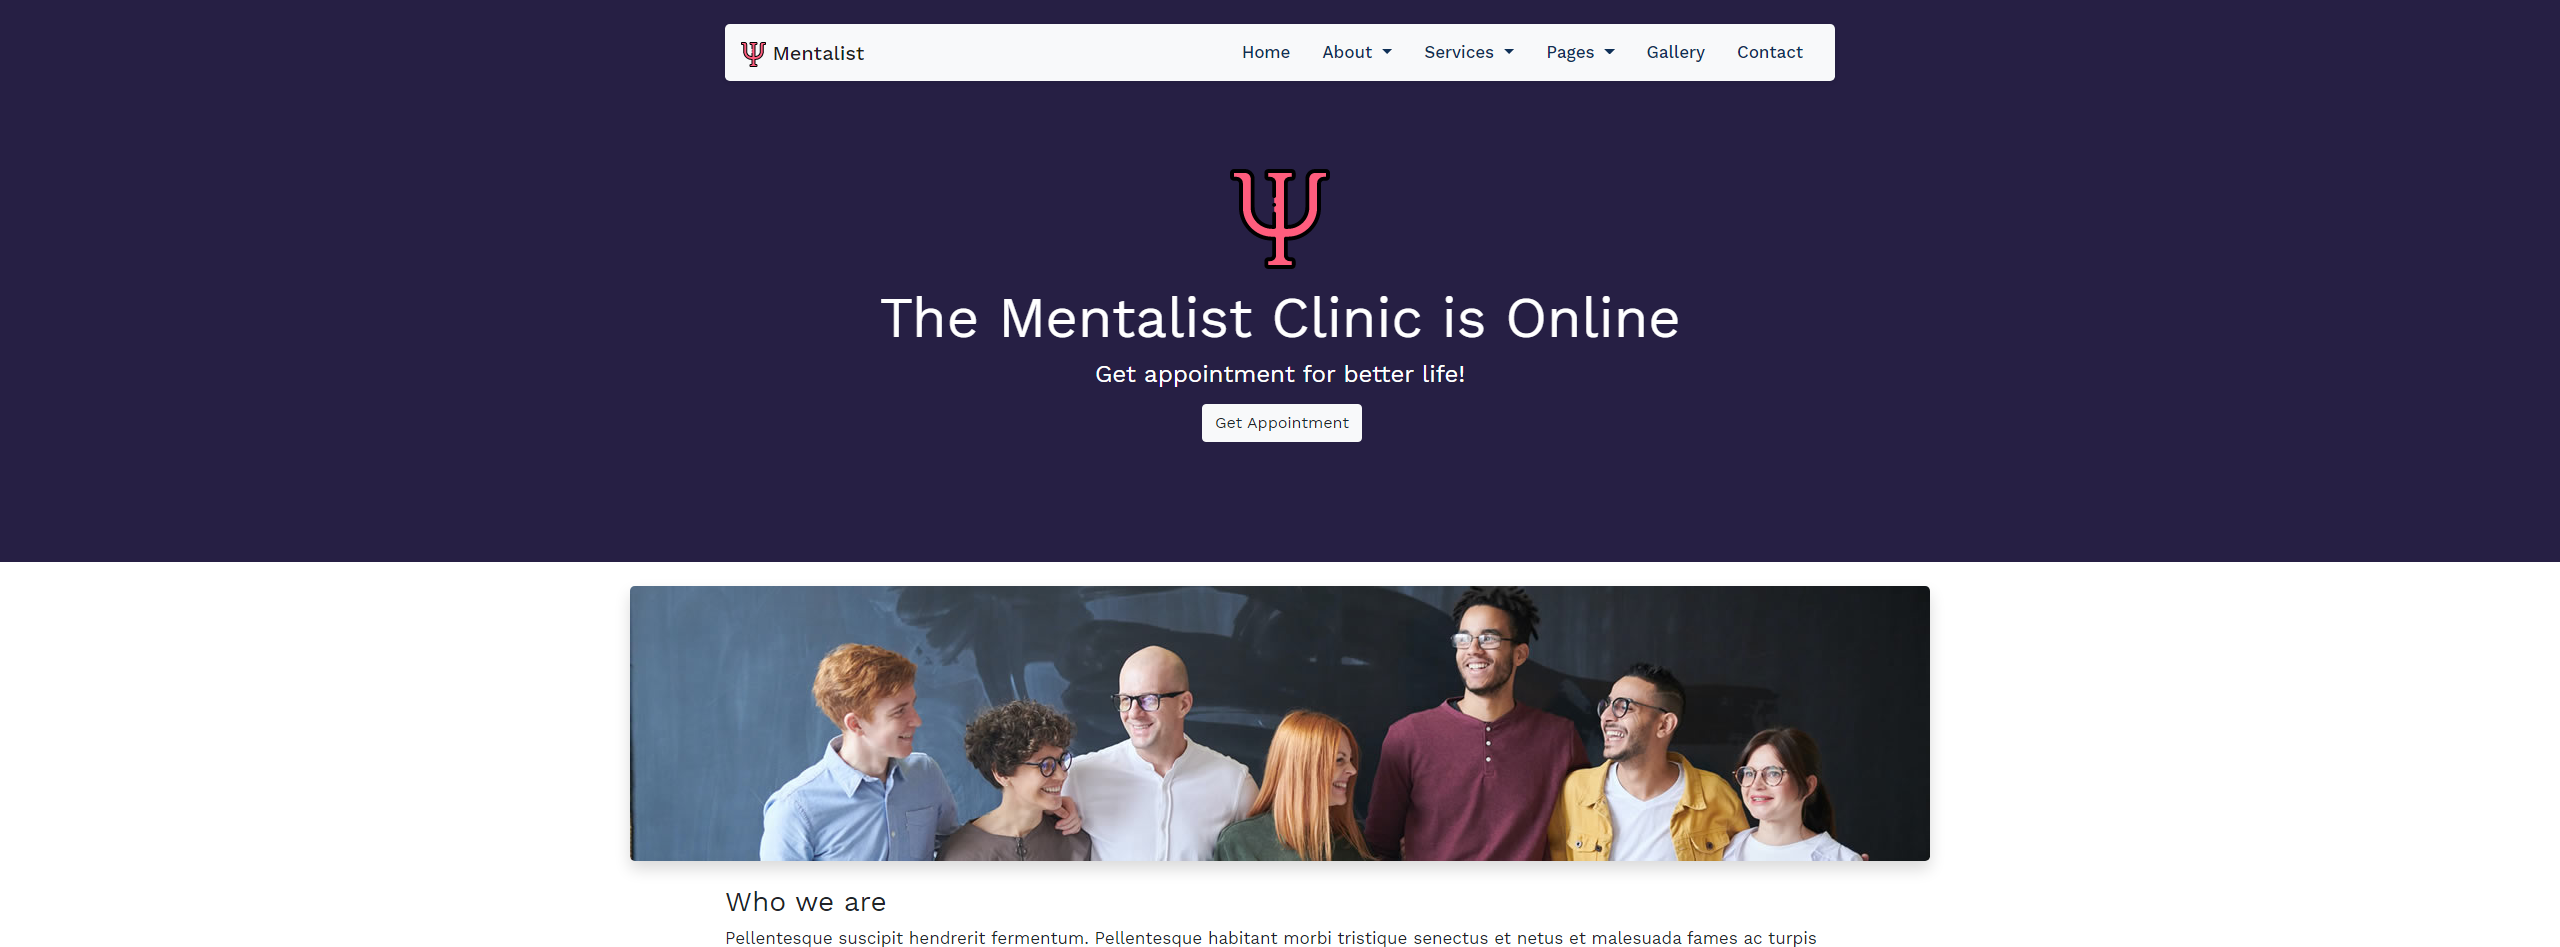 Mentalist Home About Services Pages Gallery Contact
The Mentalist Clinic is Online
Get appointment for better life!
Get Appointment
Who we are
Pellentesque suscipit hendrerit fermentum. Pellentesque habitant morbi tristique senectus et netus et malesuada fames ac turpis